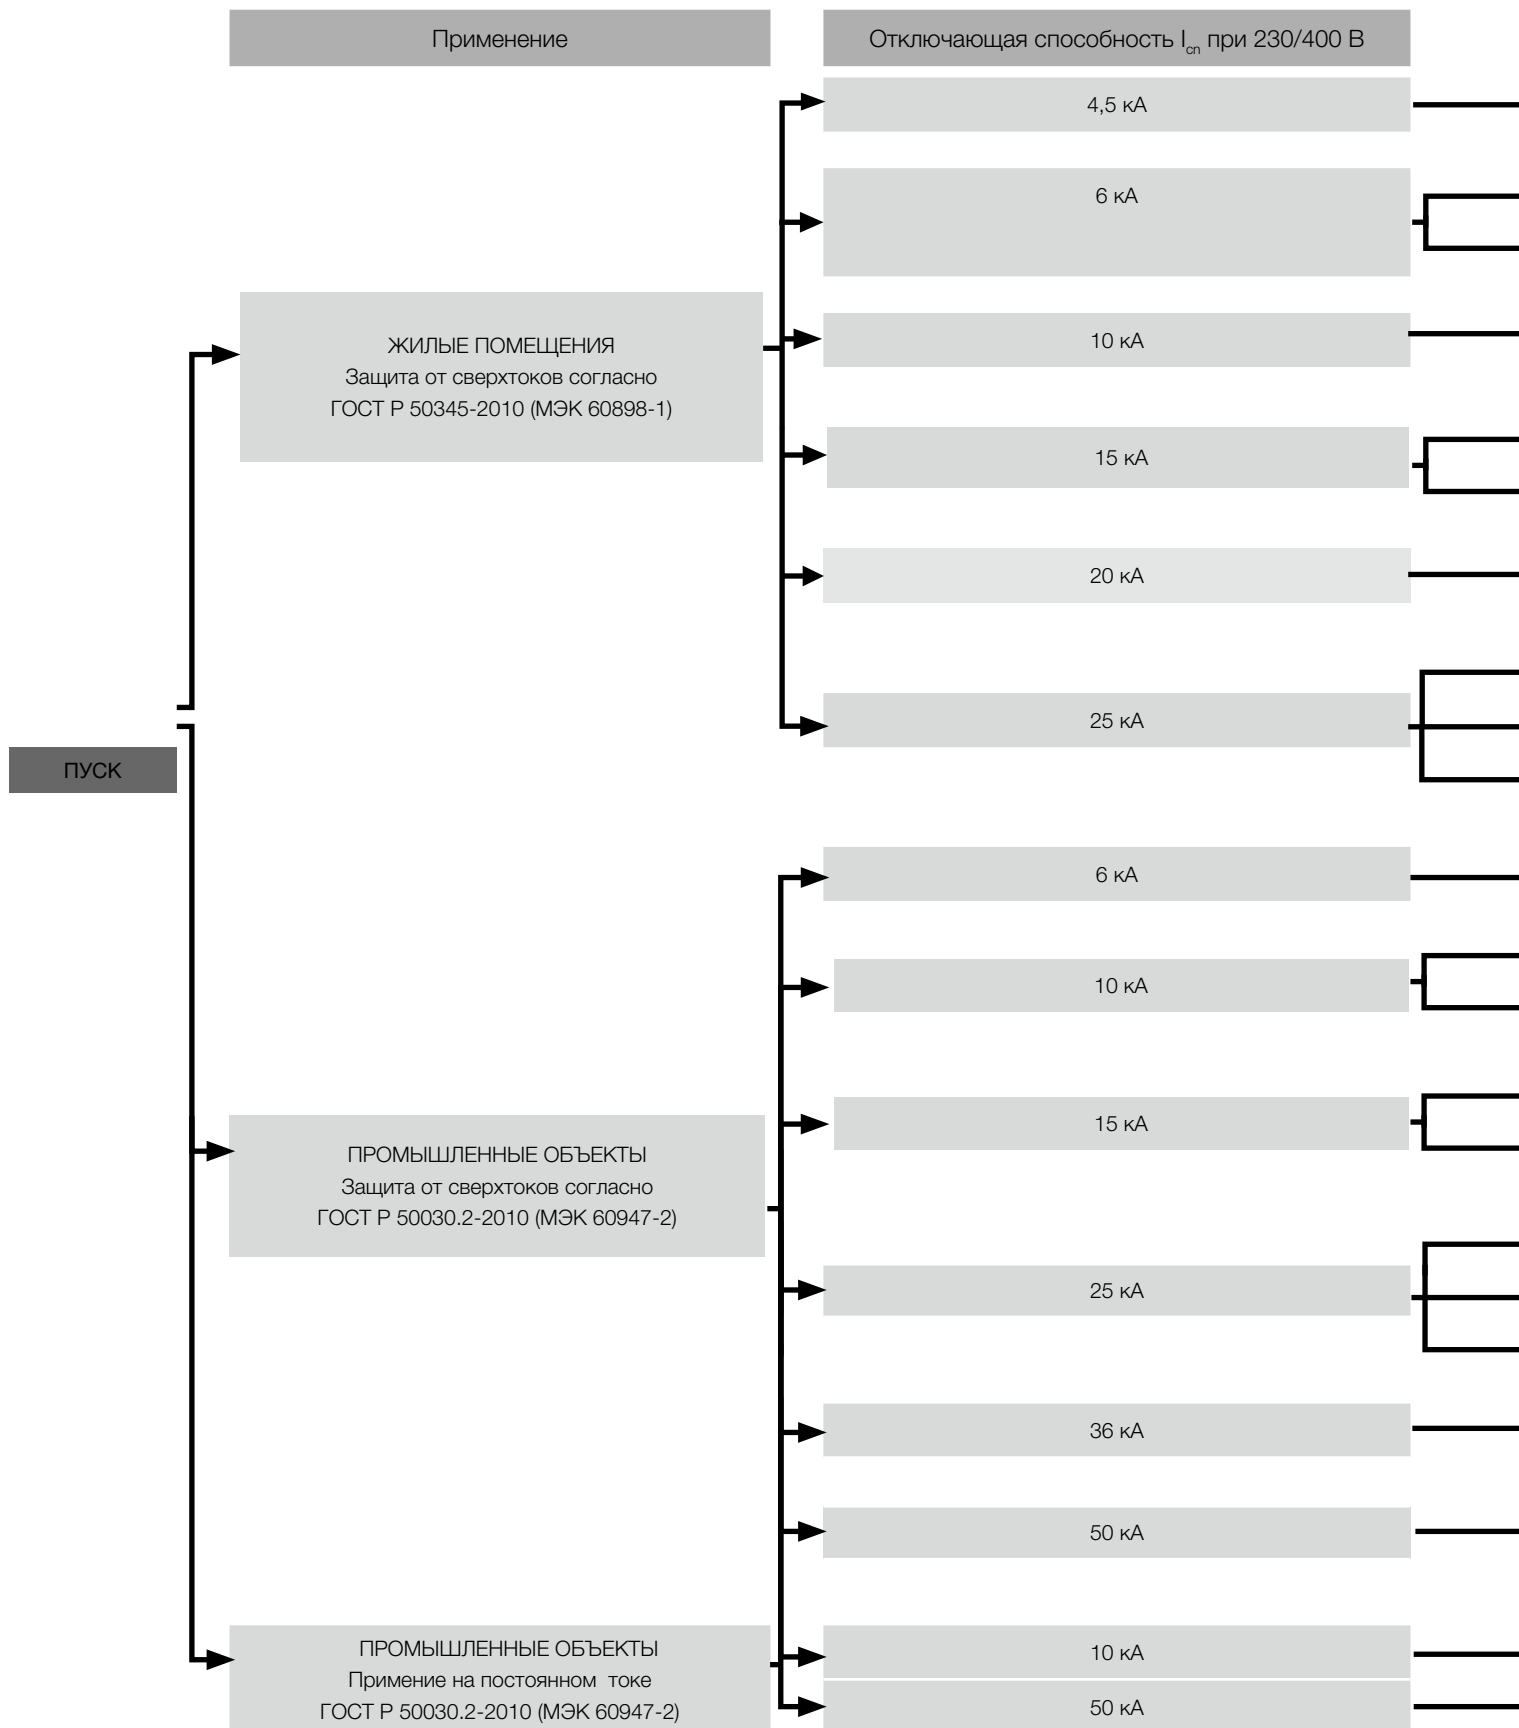 Применение
Отключающая способность Icn при 230/400 В
4,5 кА
6 кА
10 кА
ЖИЛЫЕ ПОМЕЩЕНИЯ
Защита от сверхтоков согласно
ГОСТ Р 50345-2010 (МЭК 60898-1)
15 кА
20 кА
25 кА
ПУСК
6 кА
10 кА
15 кА
ПРОМЫШЛЕННЫЕ ОБЪЕКТЫ
Защита от сверхтоков согласно
ГОСТ Р 50030.2-2010 (МЭК 60947-2)
25 кА
36 кА
50 кА
ПРОМЫШЛЕННЫЕ ОБЪЕКТЫ
Примение на постоянном токе
ГОСТ Р 50030.2-2010 (МЭК 60947-2)
10 кА
50 кА